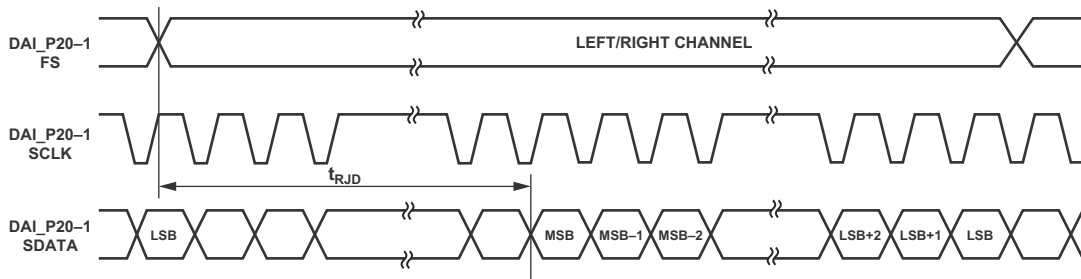 DAI_P20–1
FS
LEFT/RIGHT CHANNEL
DAI_P20–1
SCLK
tRJD
DAI_P20–1
SDATA
LSB
MSB
MSB–1
MSB–2
LSB+2
LSB+1
LSB